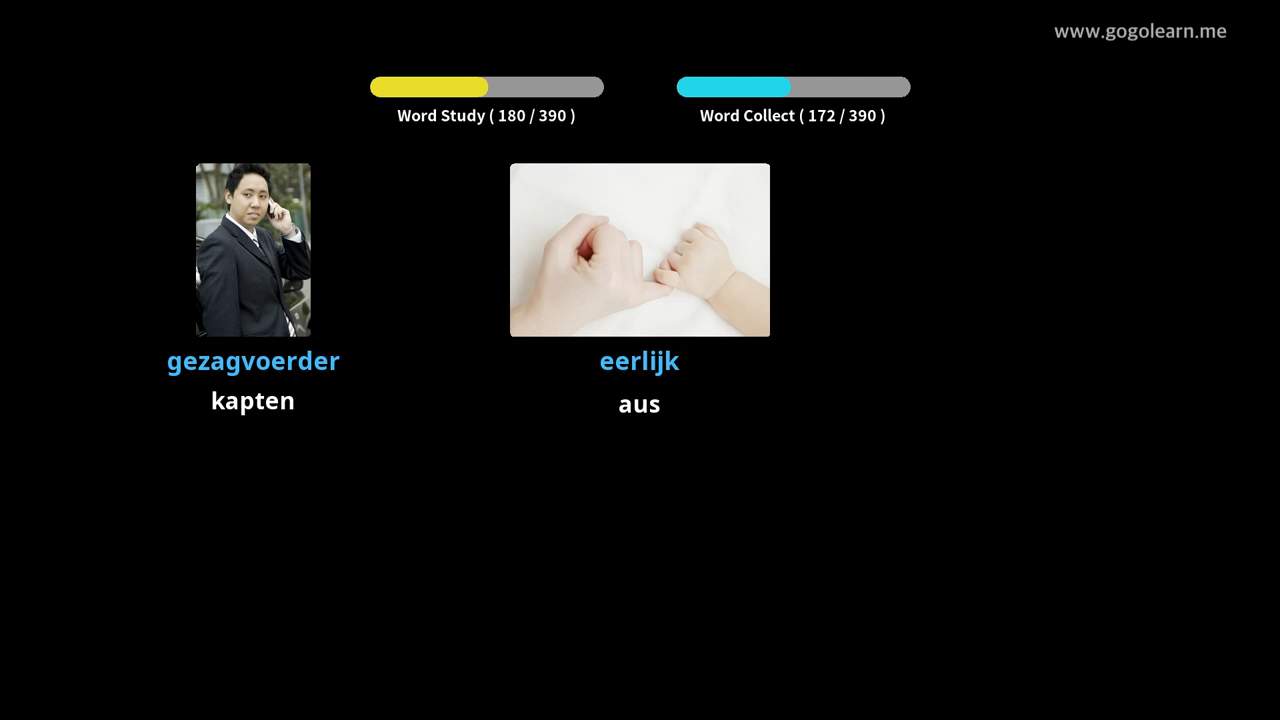 www.gogolearn.me
Word Study ( 180 / 390 )
Word Collect ( 172 / 390 )
gezagvoerder
kapten
eerlijk
aus